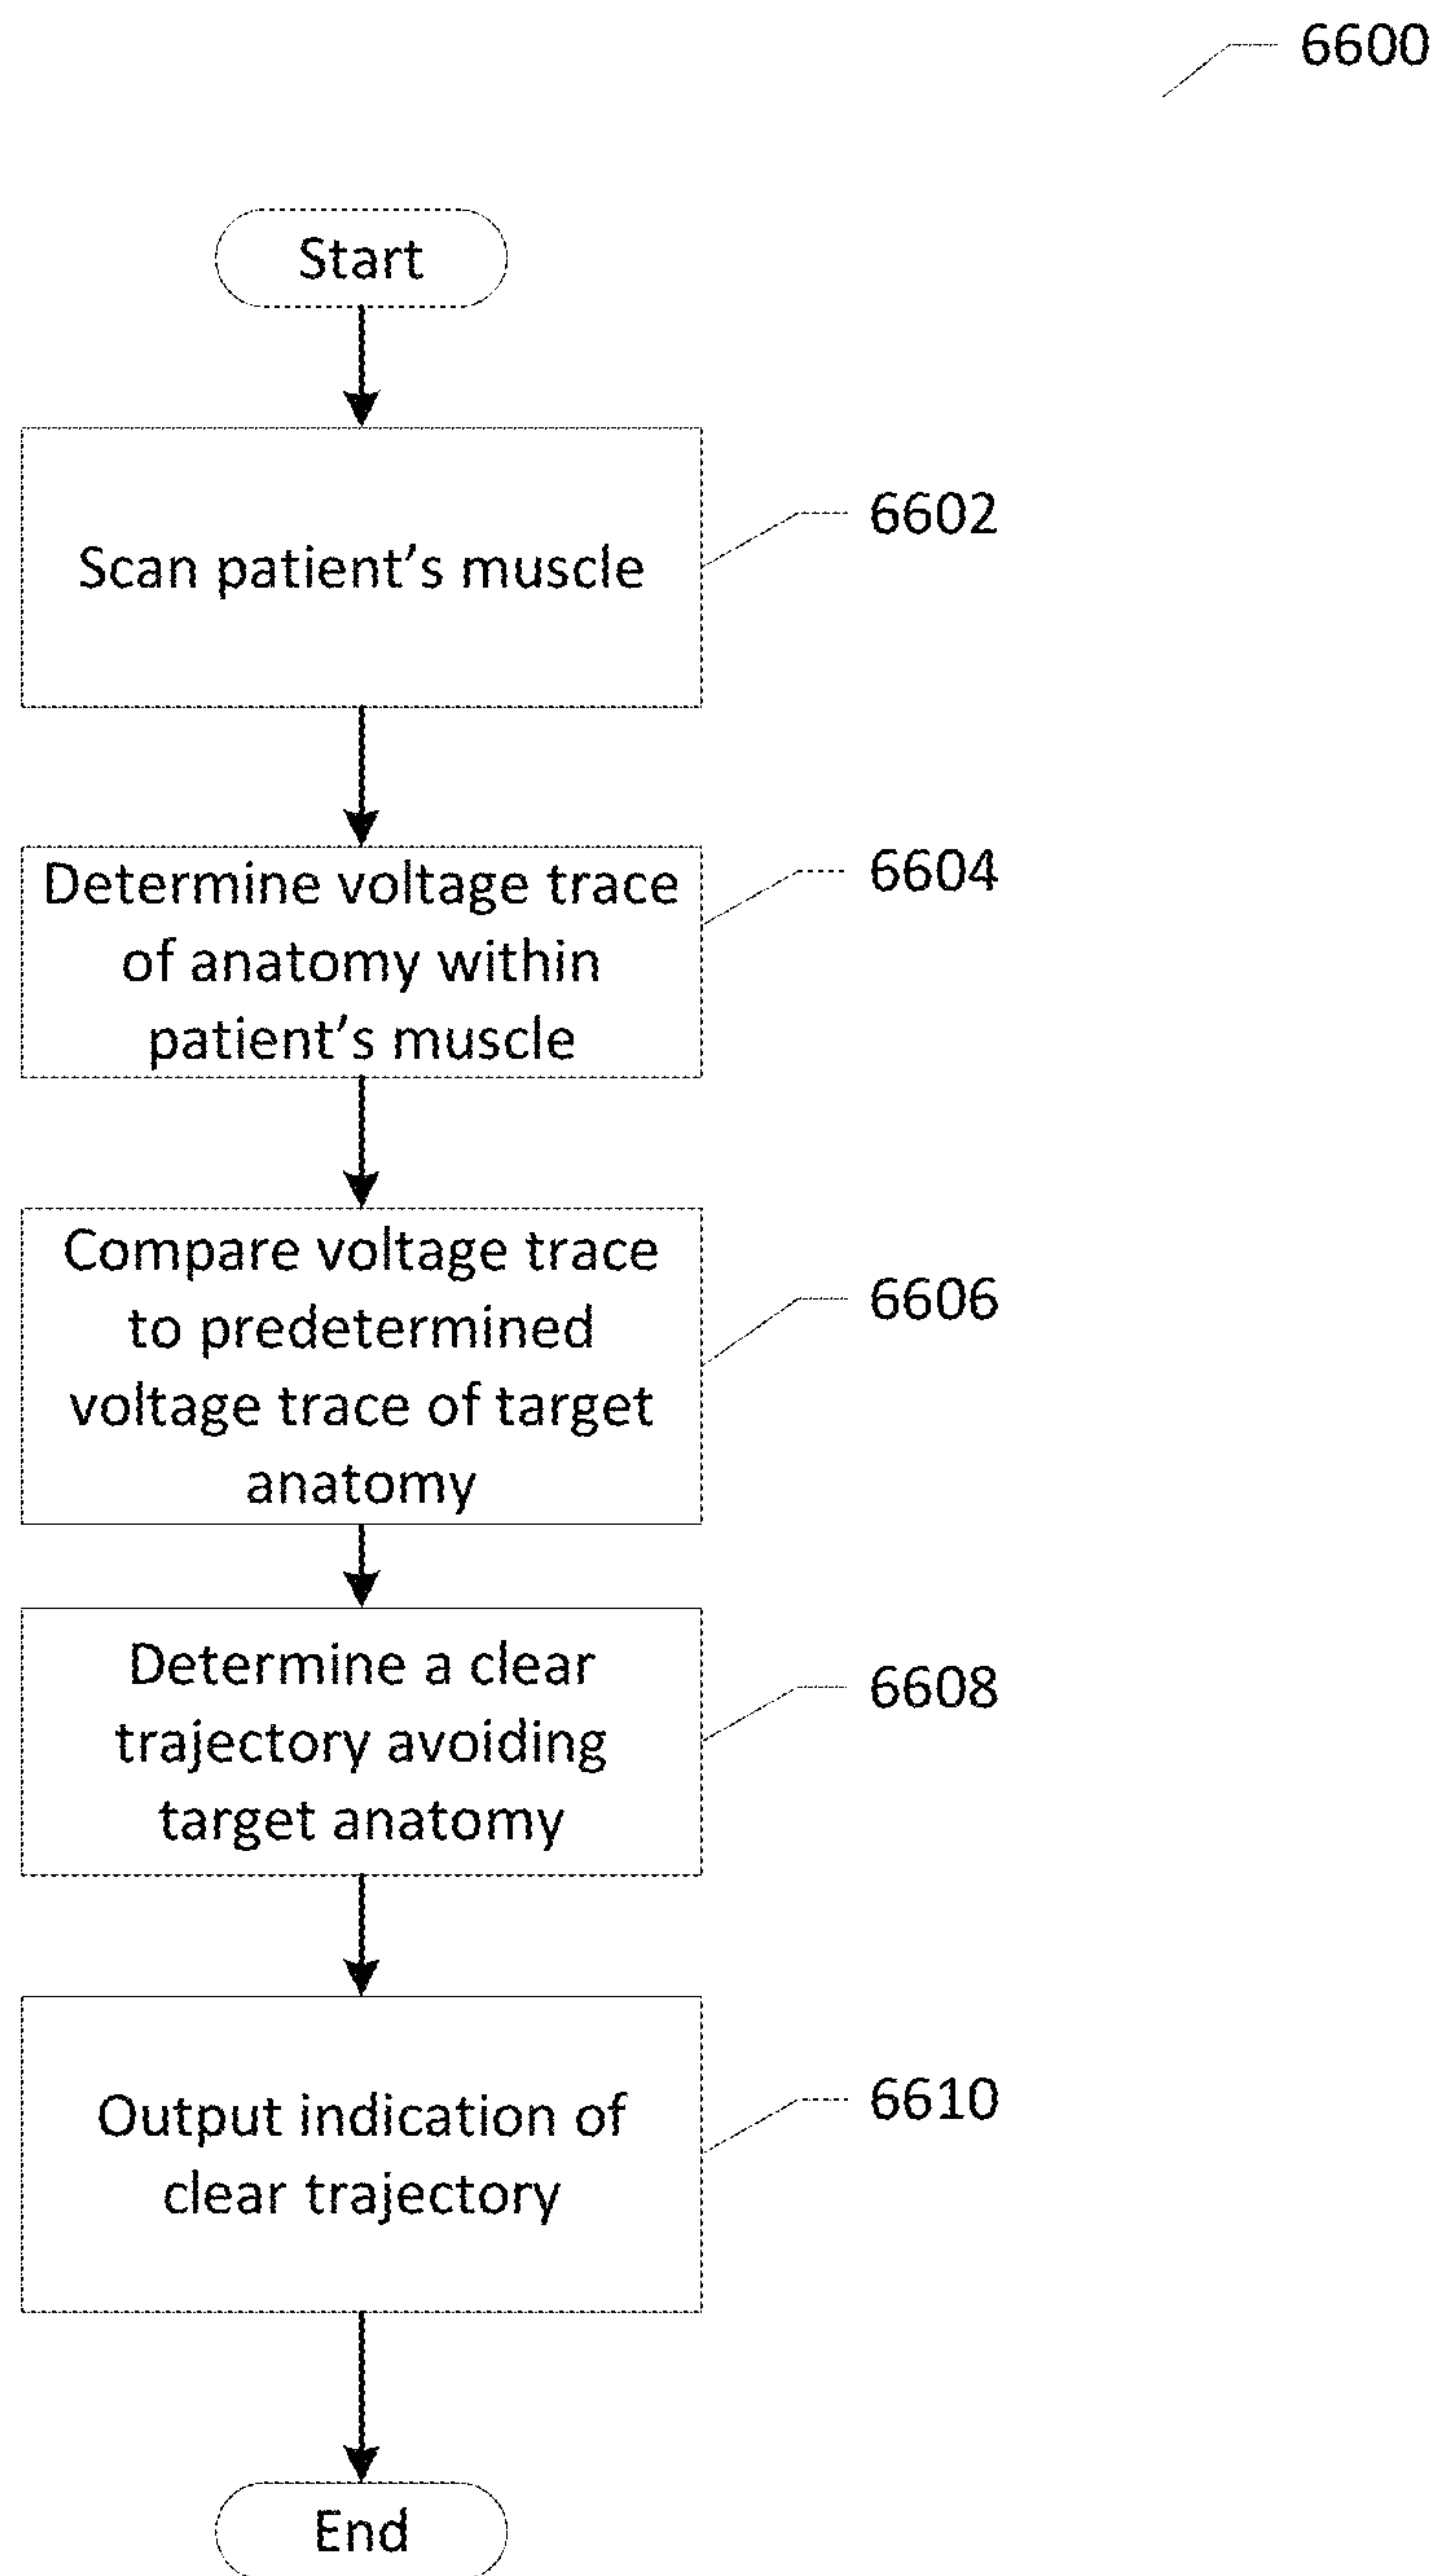 6600
Start
Scan patient’s muscle
6602
Determine voltage trace
of anatomy within
patient’s muscle
6604
Compare voltage trace
to predetermined
voltage trace of target
anatomy
6606
Determine a clear
trajectory avoiding
target anatomy
6608
Output indication of
clear trajectory
6610
End